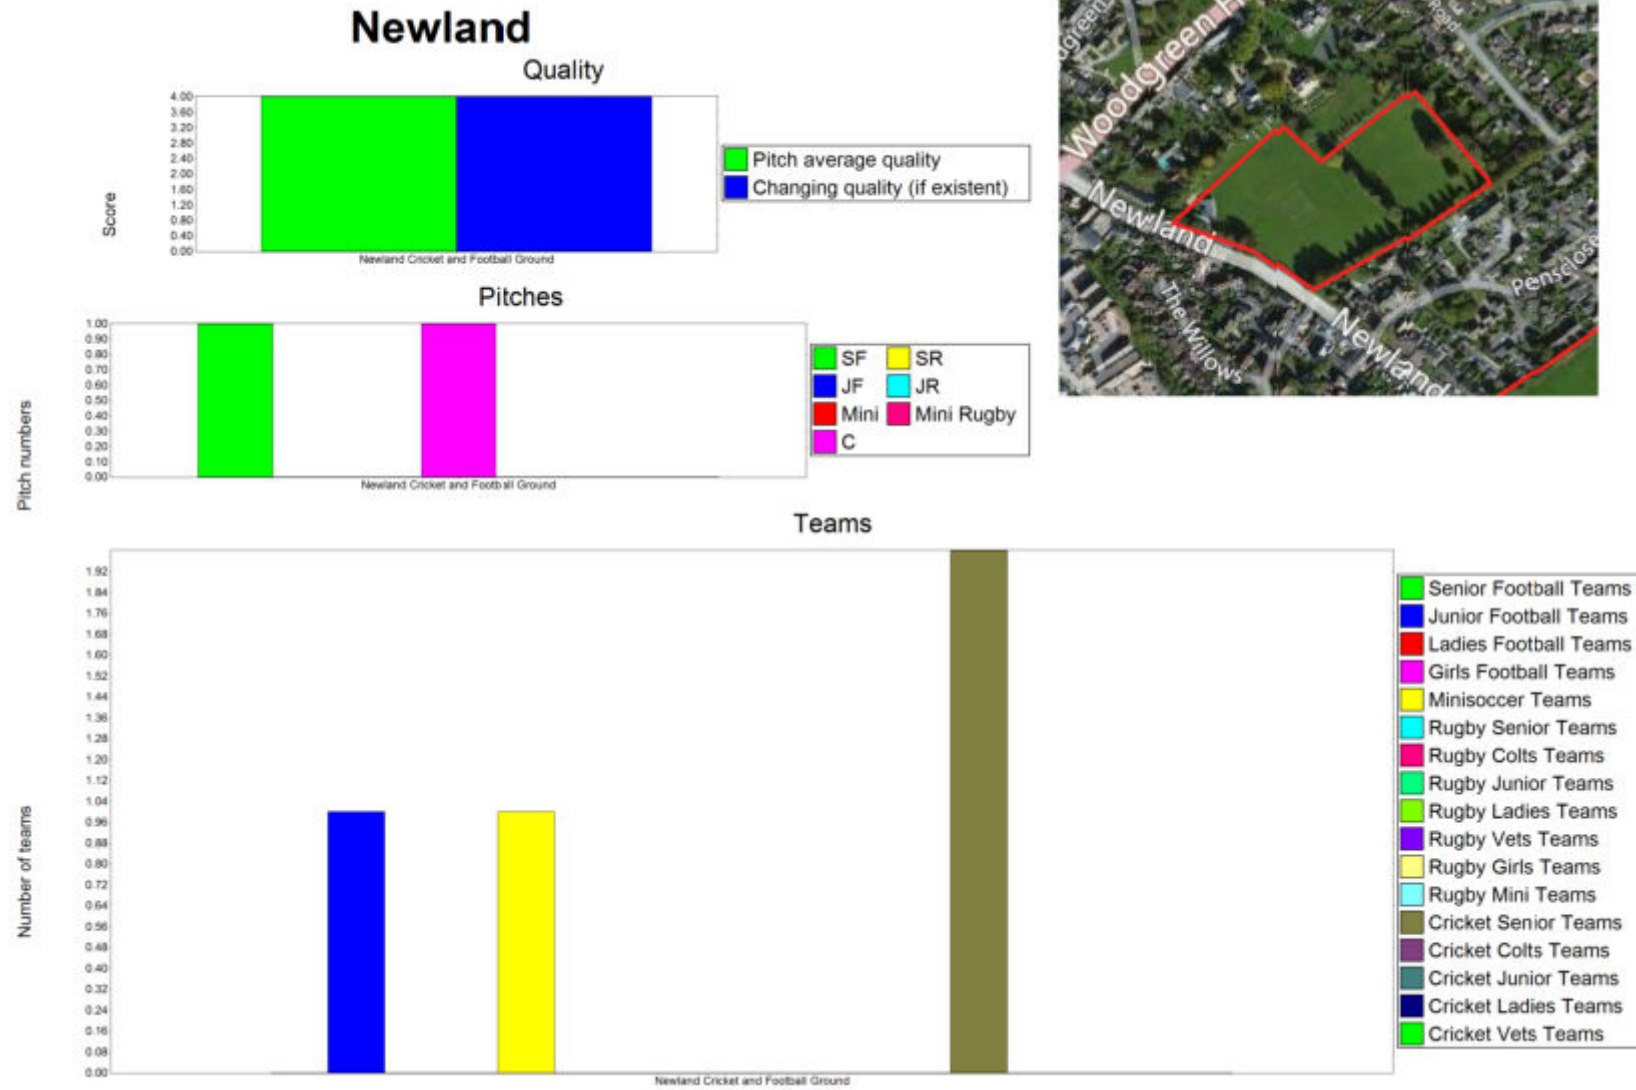 Newland
Quality
4.00
3.60
3.20
2.80
2.40
2.00
1.60
1.20
0.80
0.40
0.00
Score
Newland Cricket and Football Ground
Pitch average quality
Changing quality (if existent)
Pitches
1.00
0.90
0.80
0.70
0.60
0.50
0.40
0.30
0.20
0.10
0.00
Pitch numbers
Newland Cricket and Football Ground
SF SR
JF JR
Mini Mini Rugby
C
Woodgreen
Road
Newland
The Willows
Newland
Pensclose
Teams
1.92
1.84
1.76
1.68
1.60
1.52
1.44
1.36
1.28
1.20
1.12
1.04
0.96
0.88
0.80
0.72
0.64
0.56
0.48
0.40
0.32
0.24
0.16
0.08
0.00
Number of teams
Newland Cricket and Football Ground
Senior Football Teams
Junior Football Teams
Ladies Football Teams
Girls Football Teams
Minisoccer Teams
Rugby Senior Teams
Rugby Colts Teams
Rugby Junior Teams
Rugby Ladies Teams
Rugby Vets Teams
Rugby Girls Teams
Rugby Mini Teams
Cricket Senior Teams
Cricket Colts Teams
Cricket Junior Teams
Cricket Ladies Teams
Cricket Vets Teams